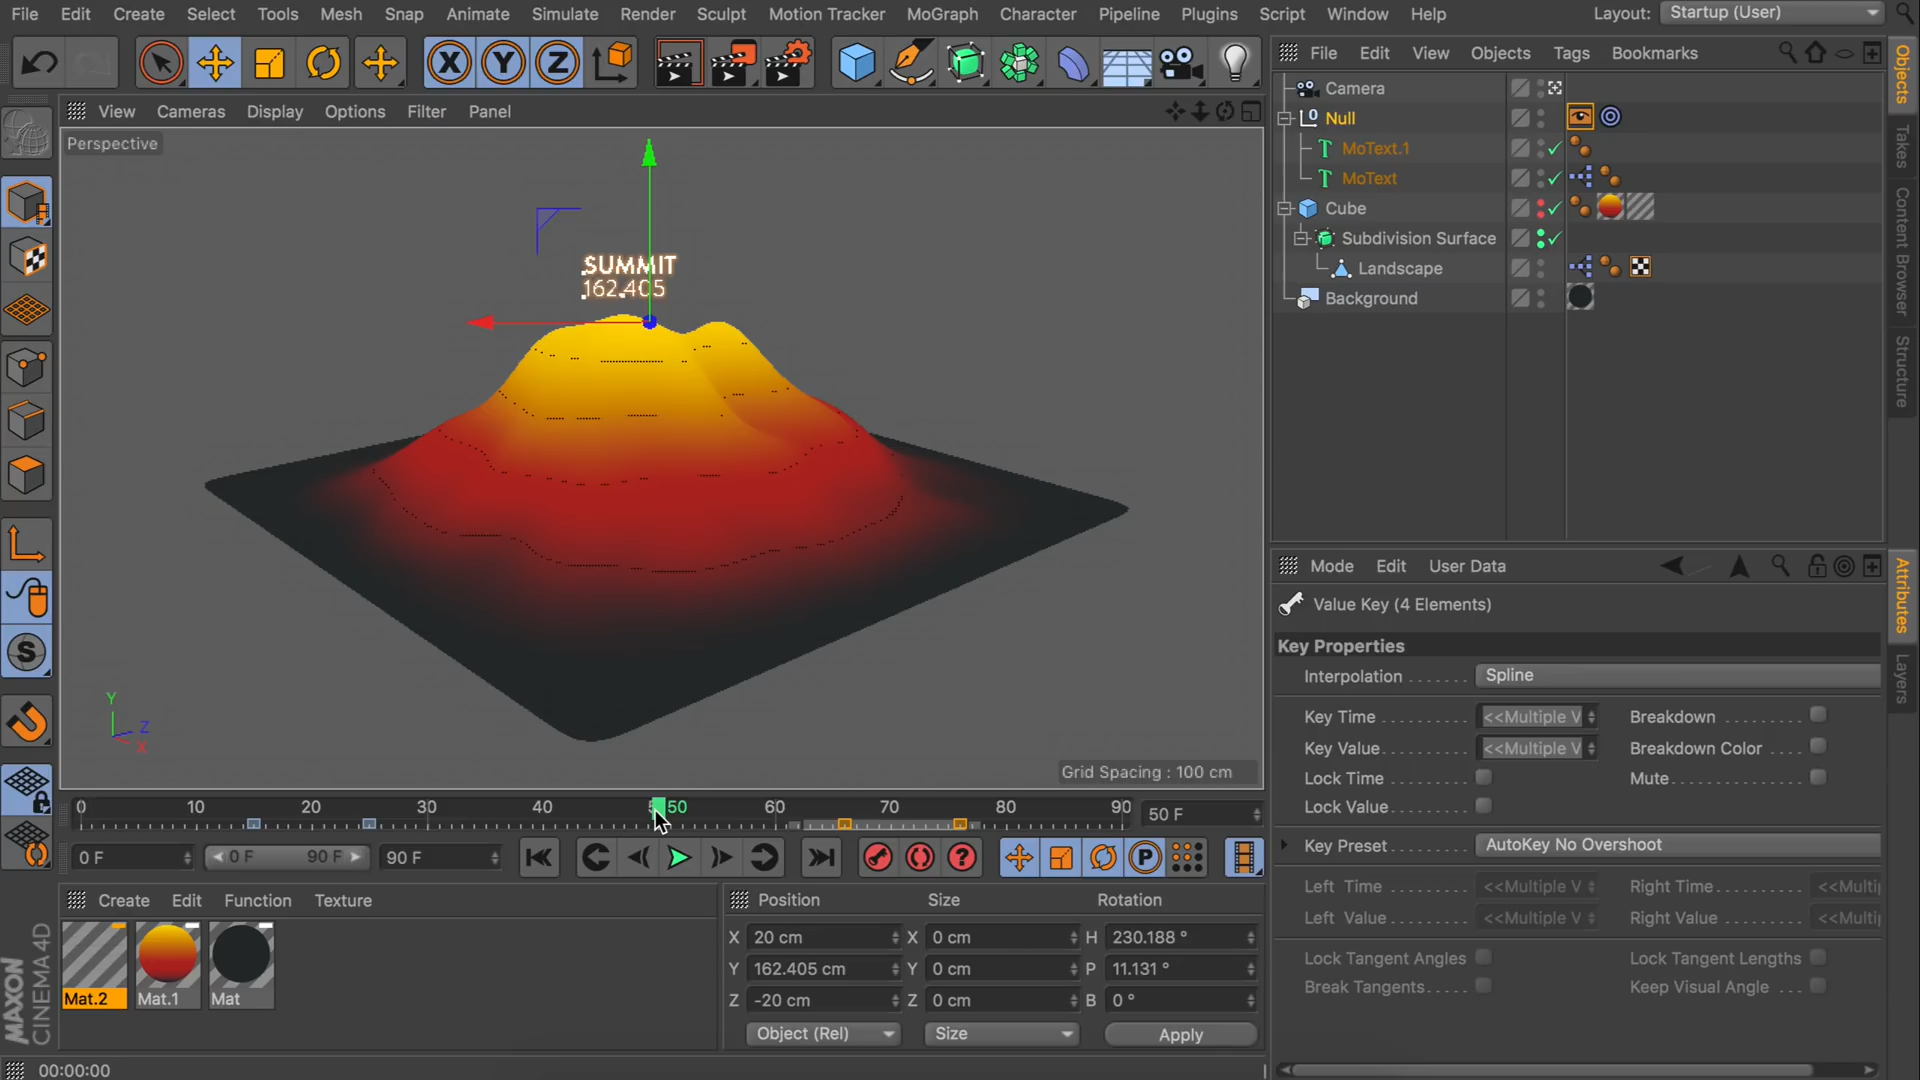 File Edit Create Select Tools Mesh Snap Animate Simulate Render Sculpt Motion Tracker MoGraph Character Pipeline Plugins Script Window Help
Layout: Startup (User)
File Edit View Objects Tags Bookmarks
Objects
Takes
Content Browser
Structure
Camera
Null
MoText.1
MoText
Cube
Subdivision Surface
Landscape
Background
X Y Z
View Cameras Display Options Filter Panel
Perspective
SUMMIT
162.405
Y
Z
X
Grid Spacing : 100 cm
Mode Edit User Data
Attributes
Layers
Value Key (4 Elements)
Key Properties
Interpolation Spline
Key Time <<Multiple V Breakdown
Key Value <<Multiple V Breakdown Color
Lock Time Mute
Lock Value
Key Preset AutoKey No Overshoot
Left Time <<Multiple V Right Time <<Multi
Left Value <<Multiple V Right Value <<Multi
Lock Tangent Angles Lock Tangent Lengths
Break Tangents Keep Visual Angle
0 10 20 30 40 50 60 70 80 90
50 F
0 F 0 F 90 F 90 F
Create Edit Function Texture
Mat.2 Mat.1 Mat
MAXON
CINEMA 4D
Position Size Rotation
X 20 cm X 0 cm H 230.188 °
Y 162.405 cm Y 0 cm P 11.131 °
Z -20 cm Z 0 cm B 0 °
Object (Rel) Size Apply
00:00:00